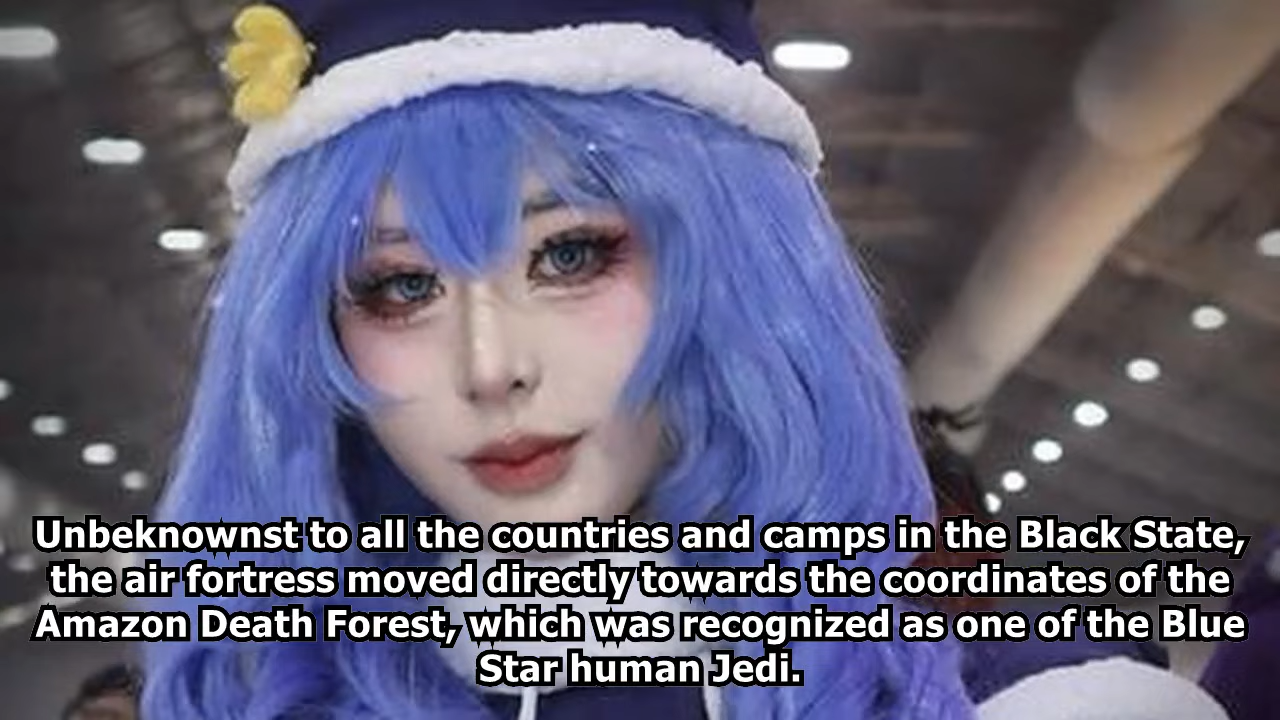 Unbeknownst to all the countries and camps in the Black State,
the air fortress moved directly towards the coordinates of the
Amazon Death Forest, which was recognized as one of the Blue
Star human Jedi.